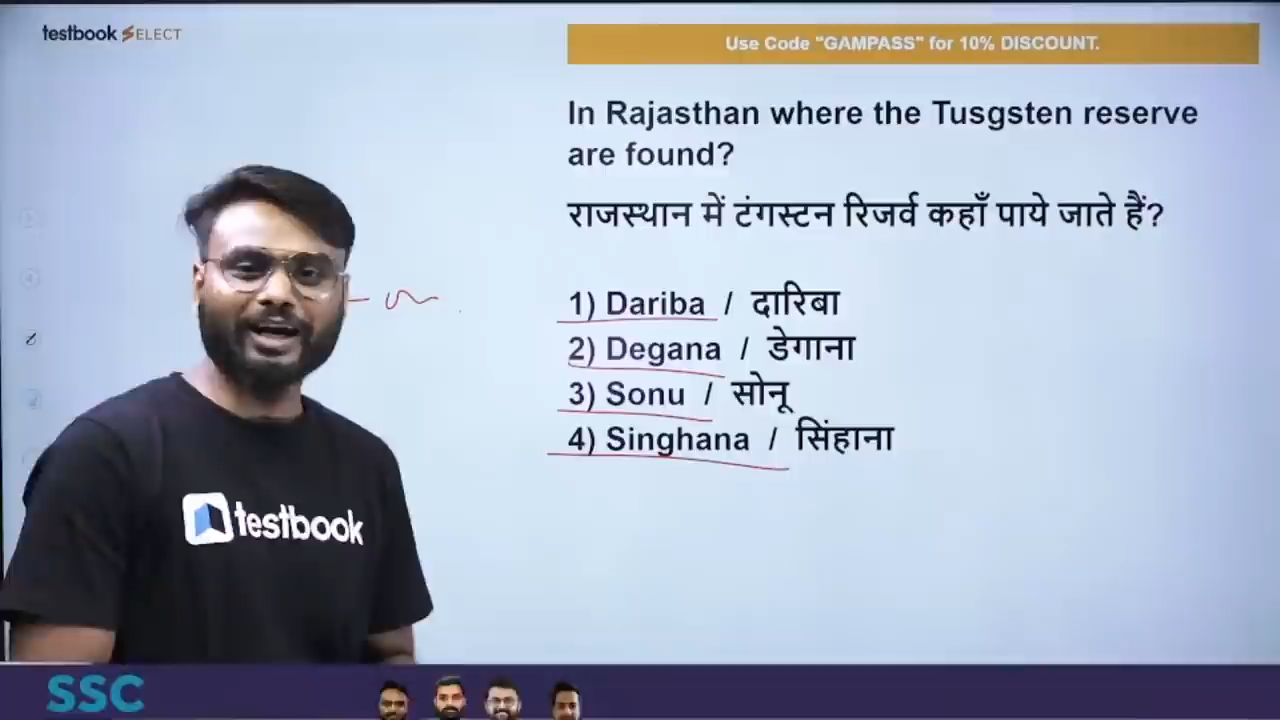 testbook SELECT
Use Code "GAMPASS" for 10% DISCOUNT.
In Rajasthan where the Tusgsten reserve
are found?
राजस्थान में टंगस्टन रिजर्व कहाँ पाये जाते हैं?
1) Dariba / दारिबा
2) Degana / डेगाना
3) Sonu / सोनू
4) Singhana / सिंहाना
testbook
SSC